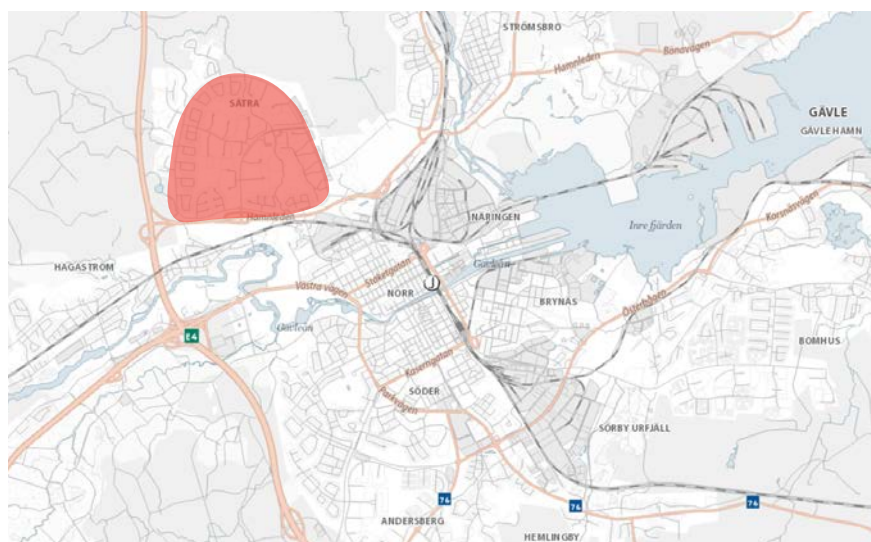 STRÖMSBRO
Hamnleden
Bönavägen
SÄTRA
GÄVLE
GÄVLE HAMN
Hamnleden
NÄRINGEN
Inre fjärden
Korsnäsvägen
HAGASTRÖM
Staketgatan
Gavleån
Västra vägen
NORR
BRYNÄS
Österbågen
Gavleån
E4
BOMHUS
Kaserngatan
SÖDER
Parkvägen
SÖRBY URFJÄLL
76
76
76
ANDERSBERG
HEMLINGBY